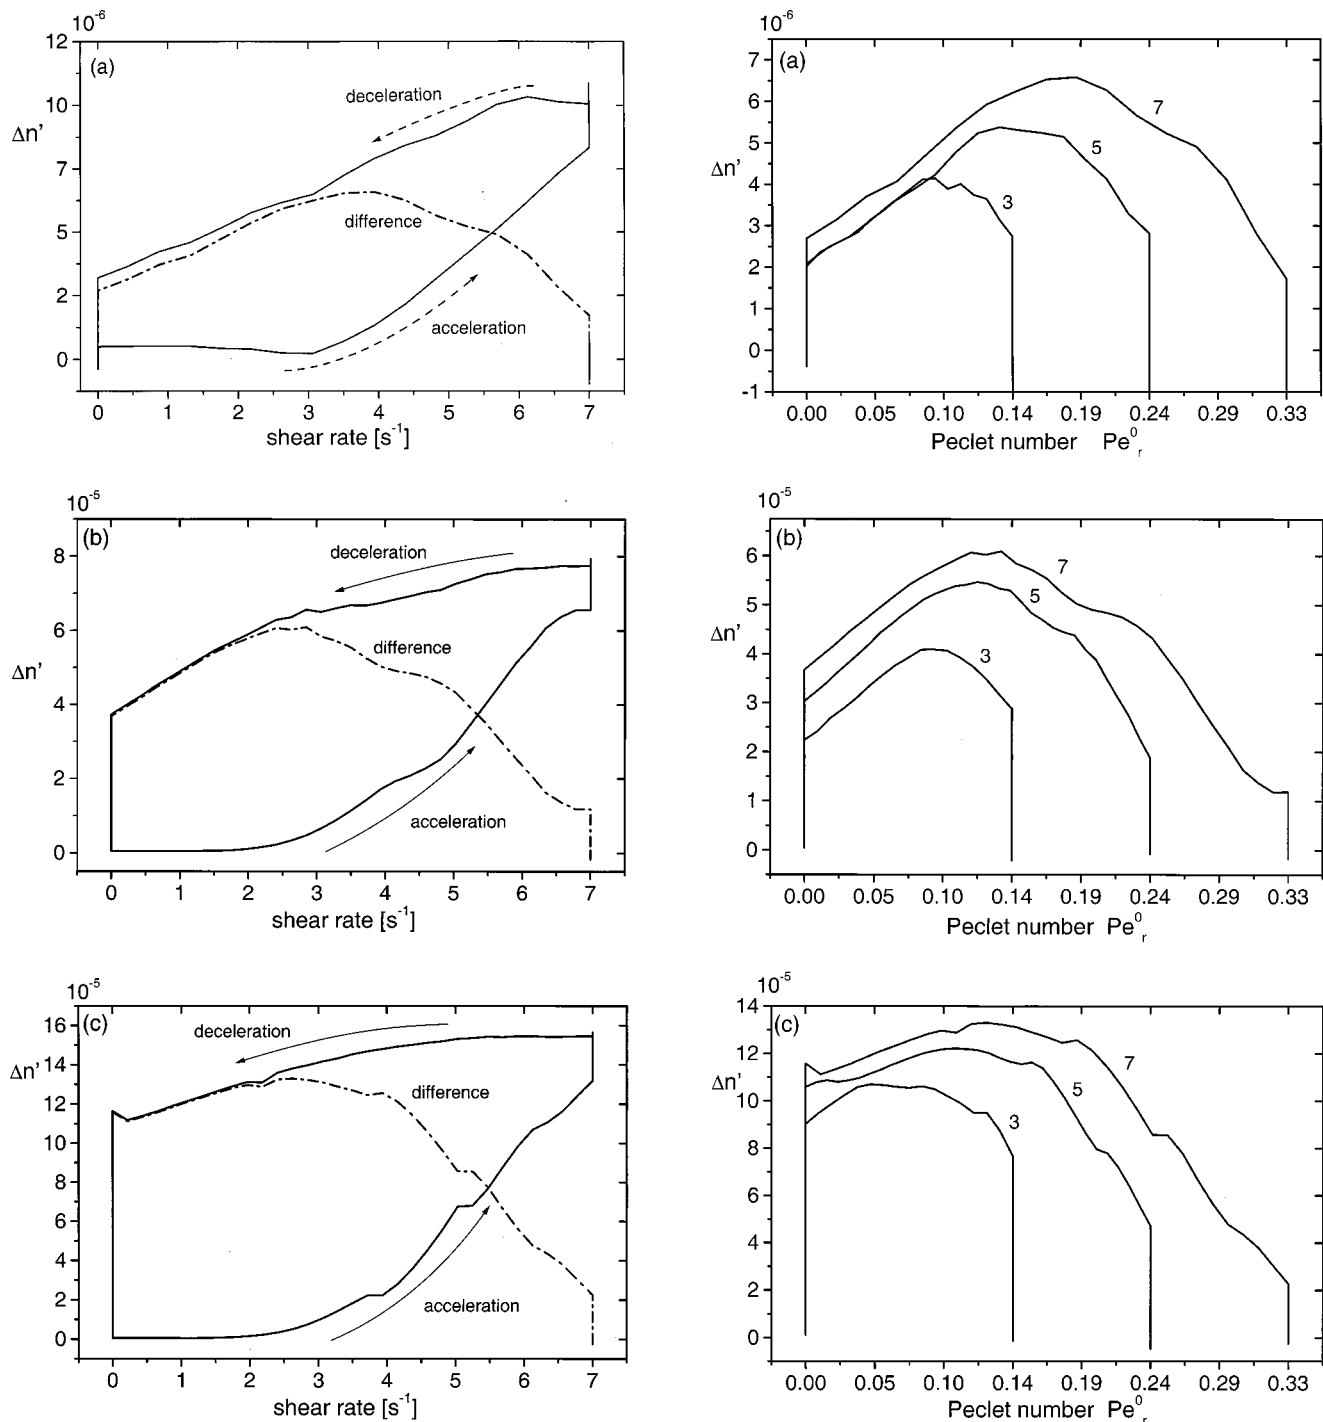 10⁻⁶
(a)
12
10
7
5
2
0
Δn'
deceleration
difference
acceleration
0 1 2 3 4 5 6 7
shear rate [s⁻¹]
10⁻⁶
(a)
7
6
5
4
3
2
1
0
-1
Δn'
7
5
3
0.00 0.05 0.10 0.14 0.19 0.24 0.29 0.33
Peclet number Pe⁰ᵣ
10⁻⁵
(b)
8
6
4
2
0
Δn'
deceleration
difference
acceleration
0 1 2 3 4 5 6 7
shear rate [s⁻¹]
10⁻⁵
(b)
6
5
4
3
2
1
0
Δn'
7
5
3
0.00 0.05 0.10 0.14 0.19 0.24 0.29 0.33
Peclet number Pe⁰ᵣ
10⁻⁵
(c)
16
14
12
10
8
6
4
2
0
Δn'
deceleration
difference
acceleration
0 1 2 3 4 5 6 7
shear rate [s⁻¹]
10⁻⁵
(c)
14
12
10
8
6
4
2
0
Δn'
7
5
3
0.00 0.05 0.10 0.14 0.19 0.24 0.29 0.33
Peclet number Pe⁰ᵣ